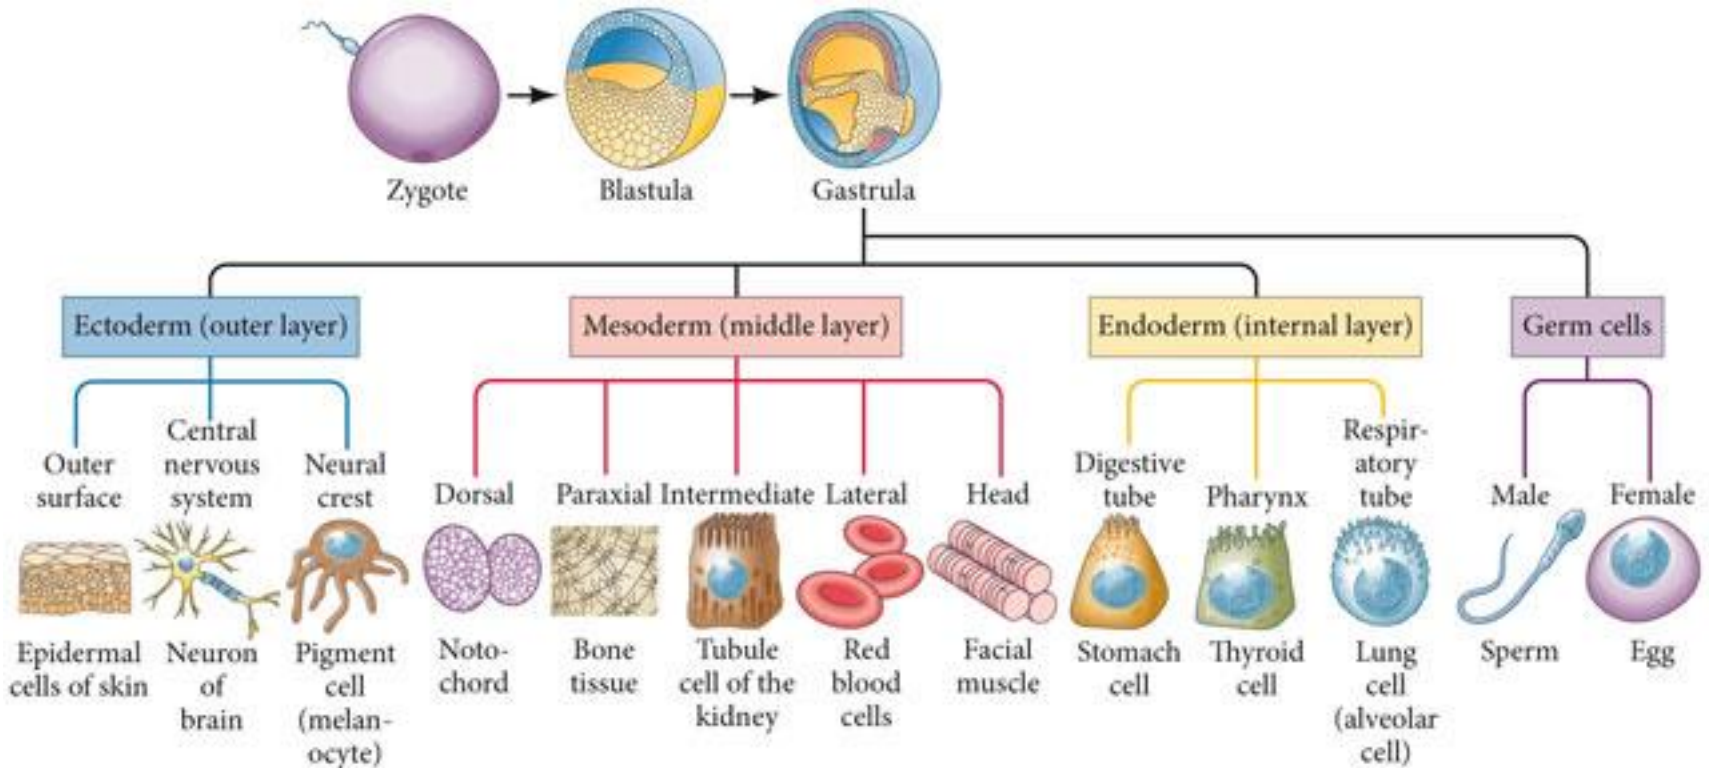 Zygote
Blastula
Gastrula
Ectoderm (outer layer)
Mesoderm (middle layer)
Endoderm (internal layer)
Germ cells
Outer
surface
Central
nervous
system
Neural
crest
Dorsal
Paraxial
Intermediate
Lateral
Head
Digestive
tube
Pharynx
Respir-
atory
tube
Male
Female
Epidermal
cells of skin
Neuron
of
brain
Pigment
cell
(melan-
ocyte)
Noto-
chord
Bone
tissue
Tubule
cell of the
kidney
Red
blood
cells
Facial
muscle
Stomach
cell
Thyroid
cell
Lung
cell
(alveolar
cell)
Sperm
Egg